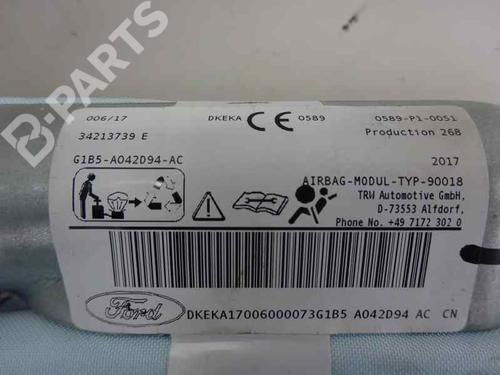 B-PARTS
006/17
DKEKA CE 0589
0589-P1-0051
34213739 E
Production 268
G1B5-A042D94-AC
2017
AIRBAG-MODUL-TYP-90018
TRW Automotive GmbH,
D-73553 Alfdorf,
Phone No. +49 7172 302 0
Ford
DKEKA17006000073G1B5 A042D94 AC CN